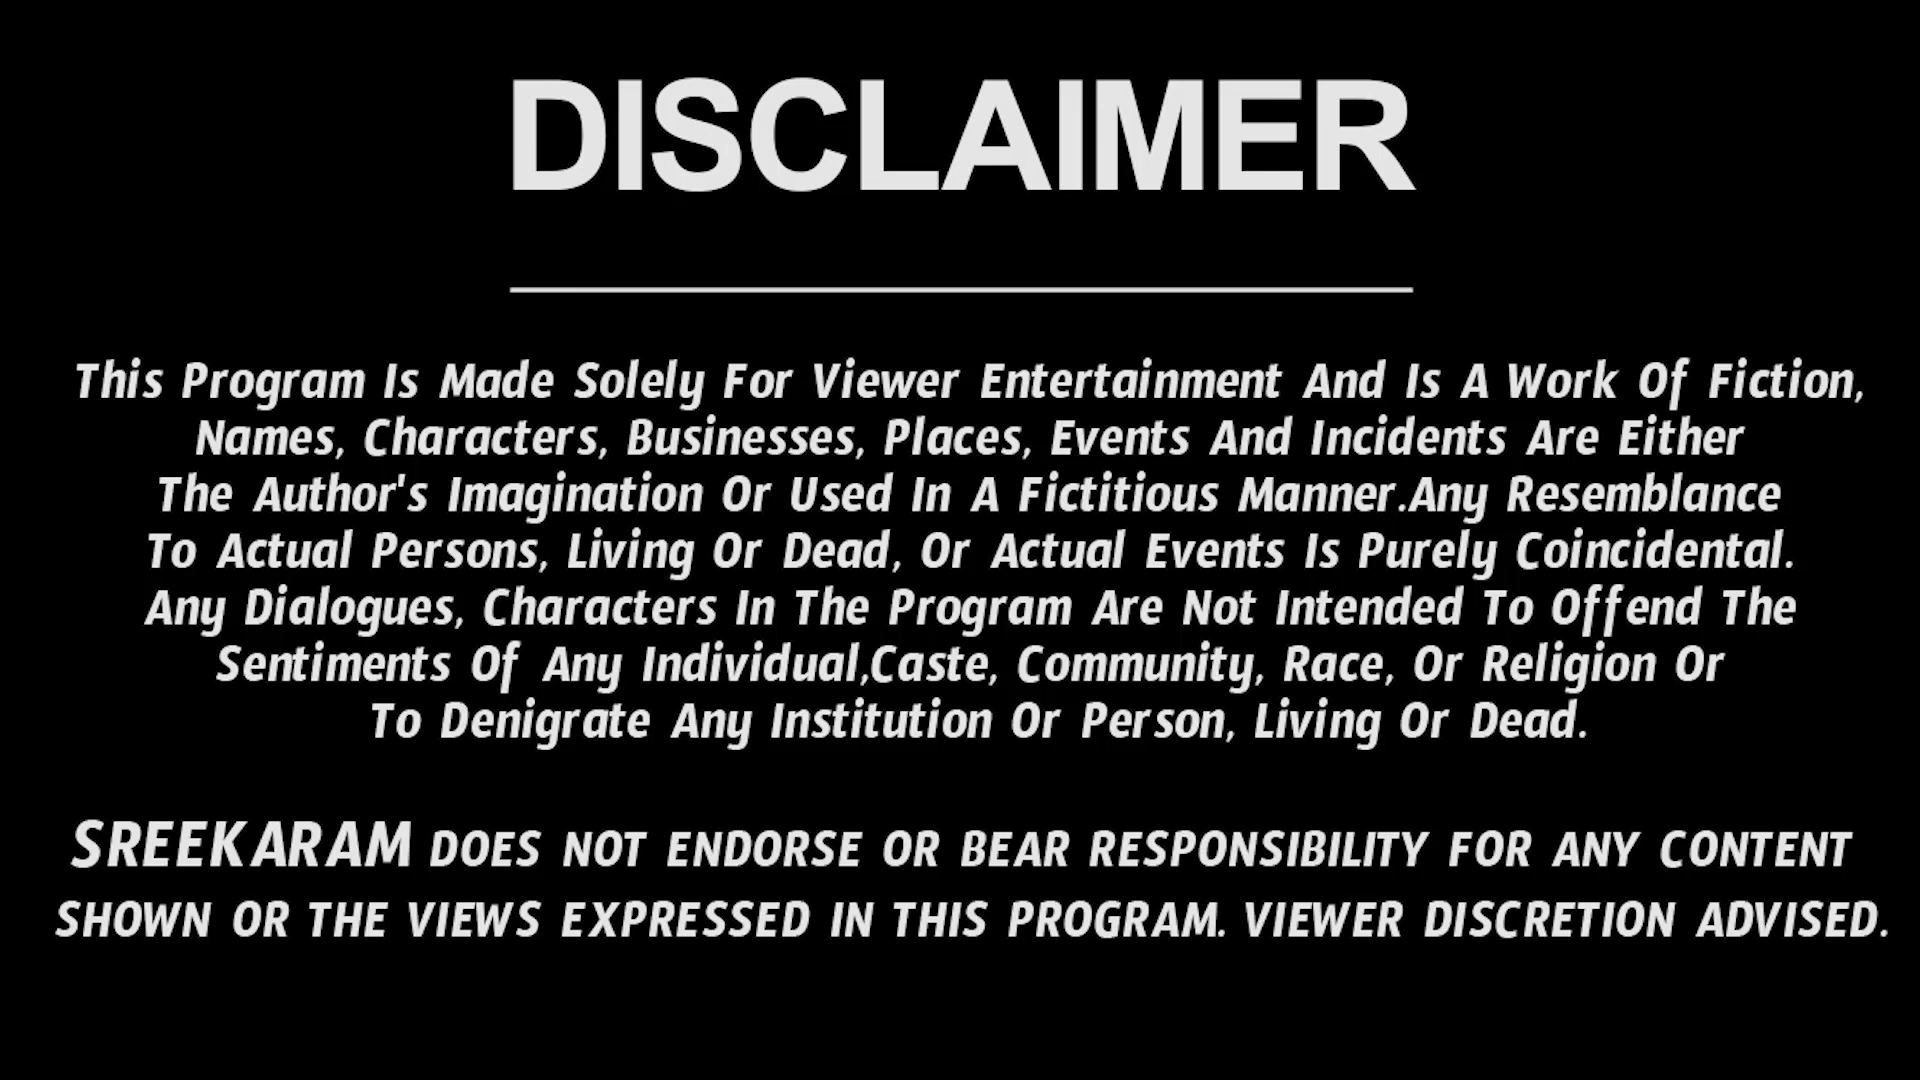 DISCLAIMER
This Program Is Made Solely For Viewer Entertainment And Is A Work Of Fiction,
Names, Characters, Businesses, Places, Events And Incidents Are Either
The Author's Imagination Or Used In A Fictitious Manner.Any Resemblance
To Actual Persons, Living Or Dead, Or Actual Events Is Purely Coincidental.
Any Dialogues, Characters In The Program Are Not Intended To Offend The
Sentiments Of Any Individual,Caste, Community, Race, Or Religion Or
To Denigrate Any Institution Or Person, Living Or Dead.
SREEKARAM DOES NOT ENDORSE OR BEAR RESPONSIBILITY FOR ANY CONTENT
SHOWN OR THE VIEWS EXPRESSED IN THIS PROGRAM. VIEWER DISCRETION ADVISED.